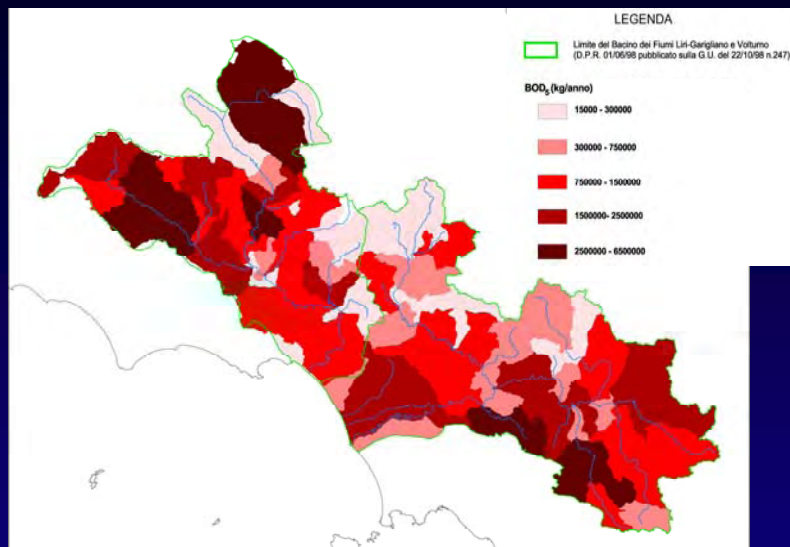 LEGENDA
Limite del Bacino dei Fiumi Liri-Garigliano e Volturno
(D.P.R. 01/06/98 pubblicato sulla G.U. del 22/10/98 n.247)
BOD5 (kg/anno)
15000 - 300000
300000 - 750000
750000 - 1500000
1500000- 2500000
2500000 - 6500000